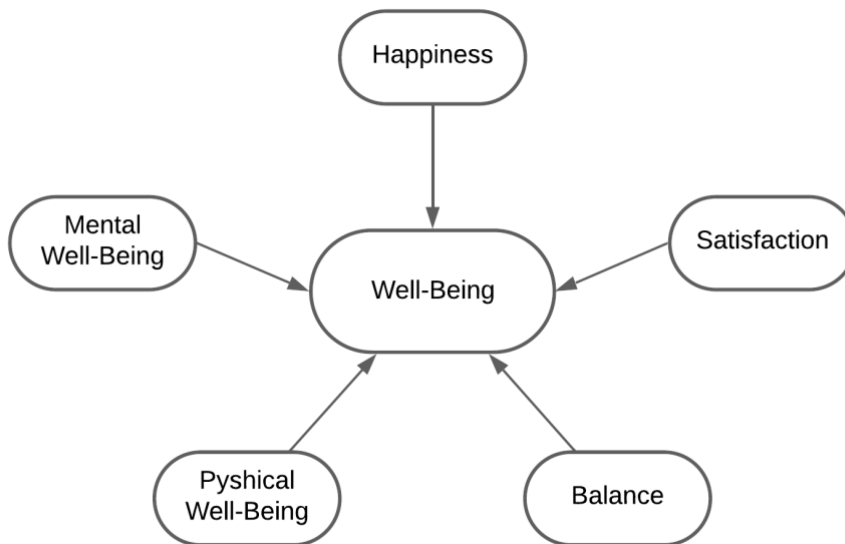 Happiness
Mental
Well-Being
Satisfaction
Well-Being
Pyshical
Well-Being
Balance